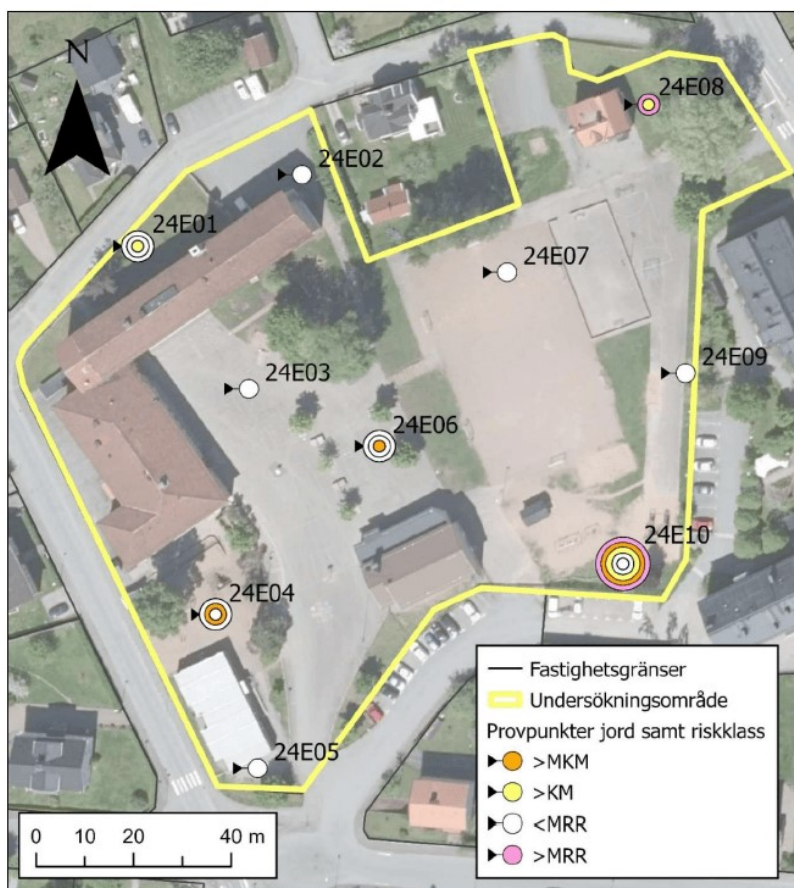 N
24E08
24E02
24E01
24E07
24E03
24E09
24E06
24E10
24E04
24E05
Fastighetsgränser
Undersökningsområde
Provpunkter jord samt riskklass
>MKM
>KM
<MRR
>MRR
0 10 20 40 m